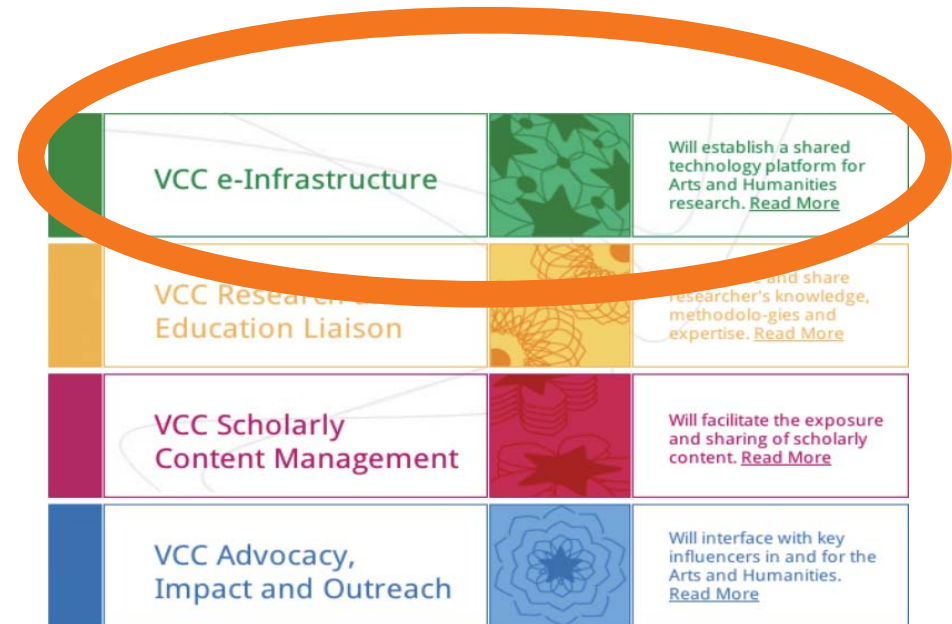 VCC e-Infrastructure
Will establish a shared
technology platform for
Arts and Humanities
research. Read More
VCC Research
Education Liaison
and share
researcher's knowledge,
methodolo-gies and
expertise. Read More
VCC Scholarly
Content Management
Will facilitate the exposure
and sharing of scholarly
content. Read More
VCC Advocacy,
Impact and Outreach
Will interface with key
influencers in and for the
Arts and Humanities.
Read More